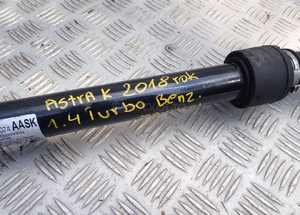 AstrA K 2018 rok
1.4 Turbo Benz.
AASK